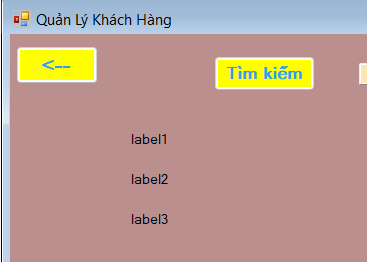 Quản Lý Khách Hàng
<--
Tìm kiếm
label1
label2
label3